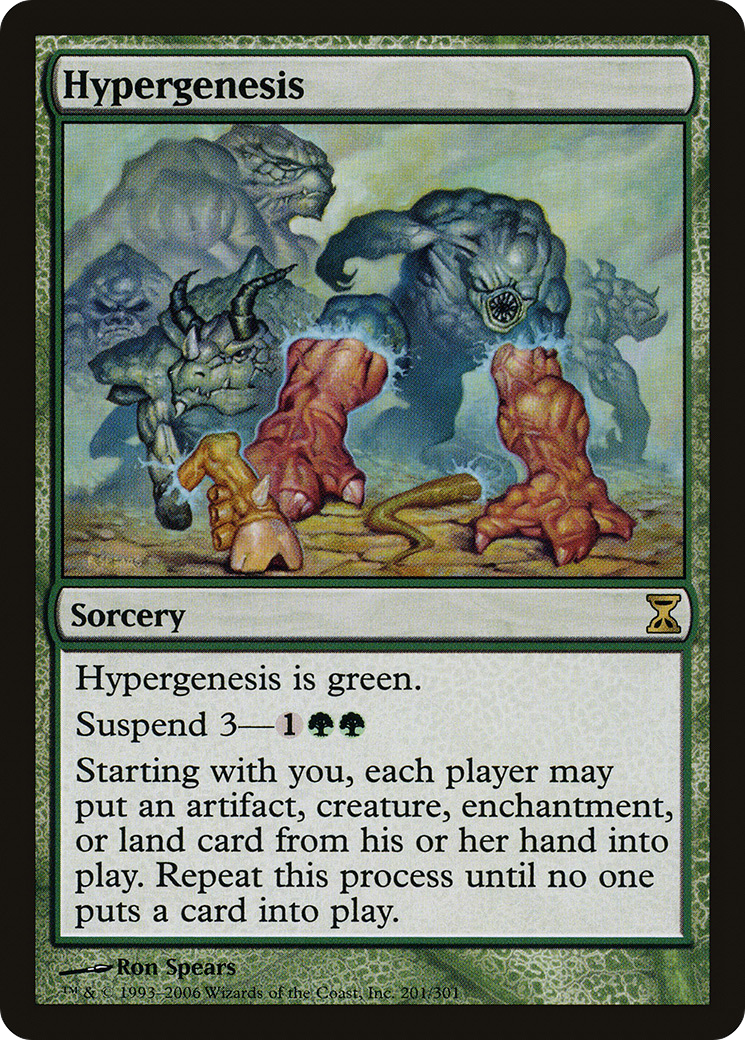 Hypergenesis
Sorcery
Hypergenesis is green.
Suspend 3—1
Starting with you, each player may
put an artifact, creature, enchantment,
or land card from his or her hand into
play. Repeat this process until no one
puts a card into play.
Ron Spears
™ & © 1993–2006 Wizards of the Coast, Inc. 201/301